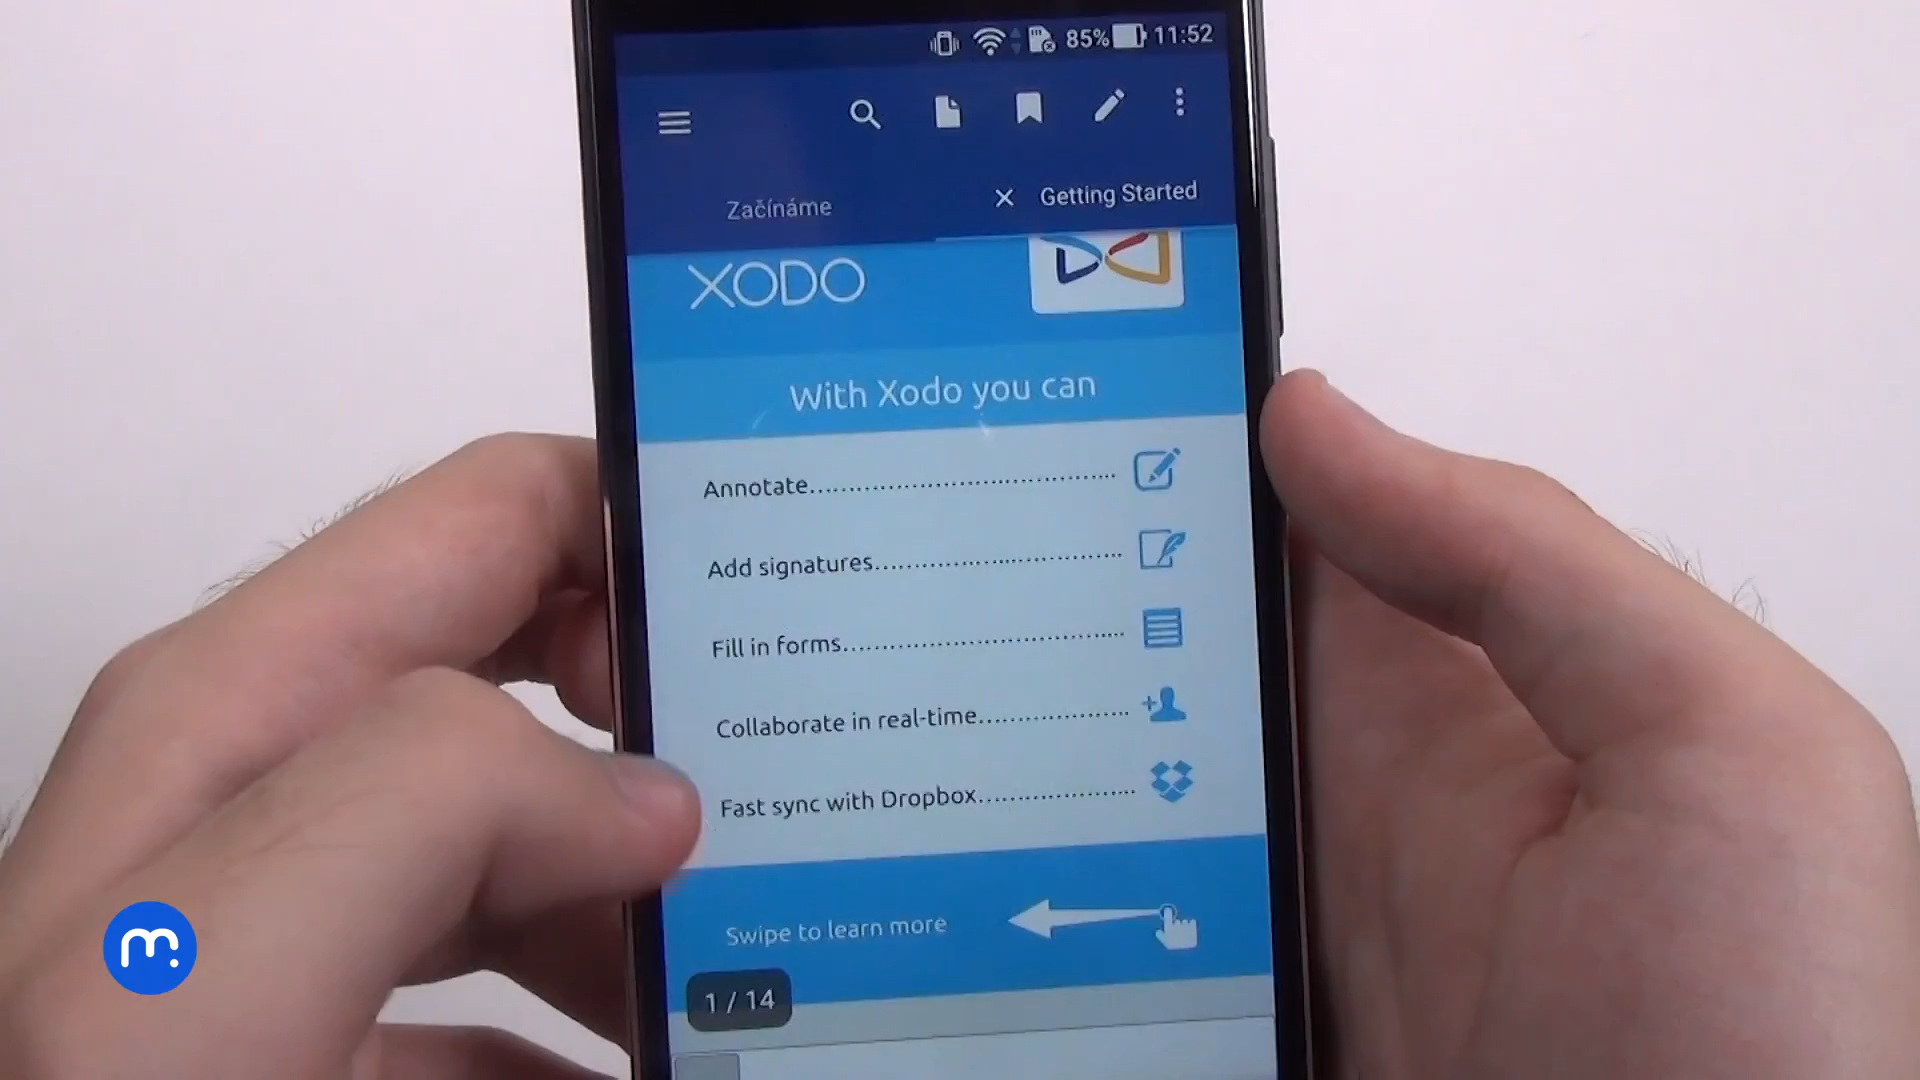 85% 11:52
Začínáme
Getting Started
XODO
With Xodo you can
Annotate
Add signatures
Fill in forms
Collaborate in real-time
Fast sync with Dropbox
Swipe to learn more
1 / 14
m.